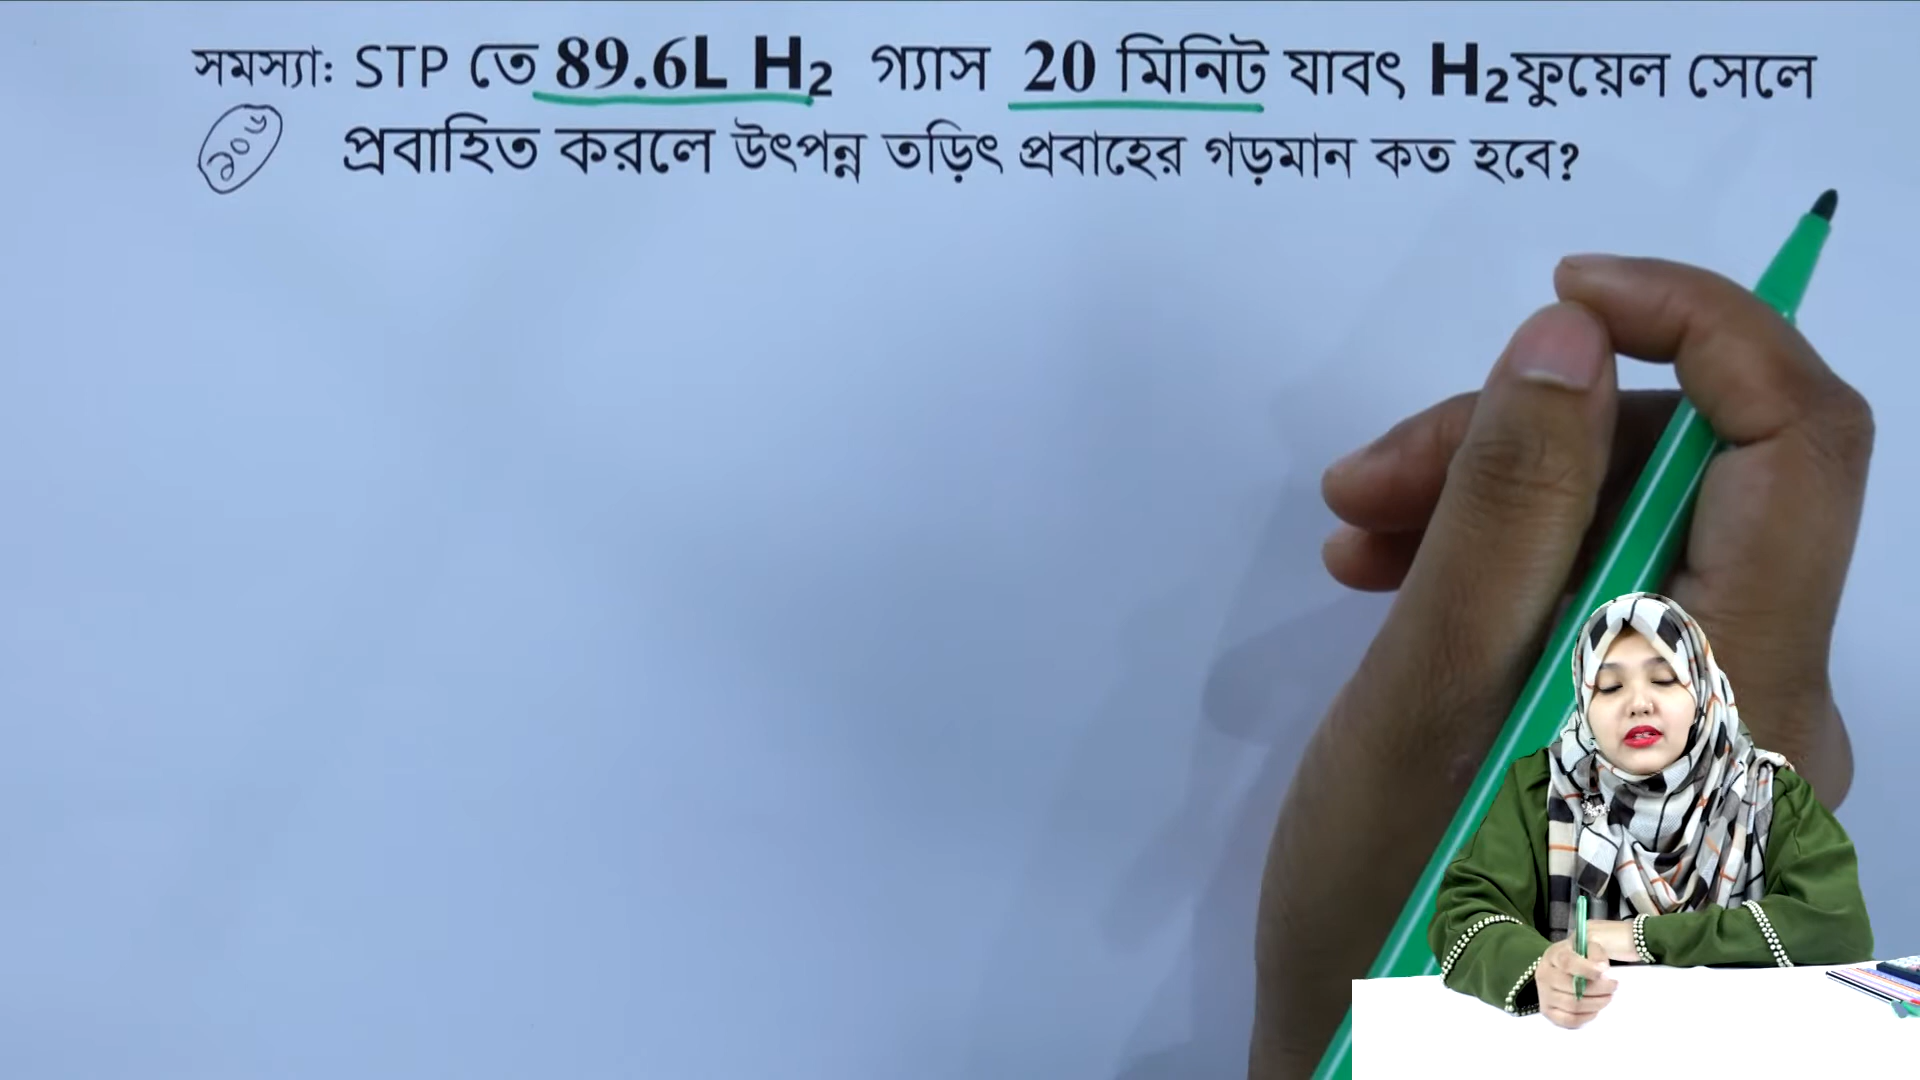 সমস্যা: STP তে 89.6L H₂ গ্যাস 20 মিনিট যাবৎ H₂ফুয়েল সেলে
প্রবাহিত করলে উৎপন্ন তড়িৎ প্রবাহের গড়মান কত হবে?